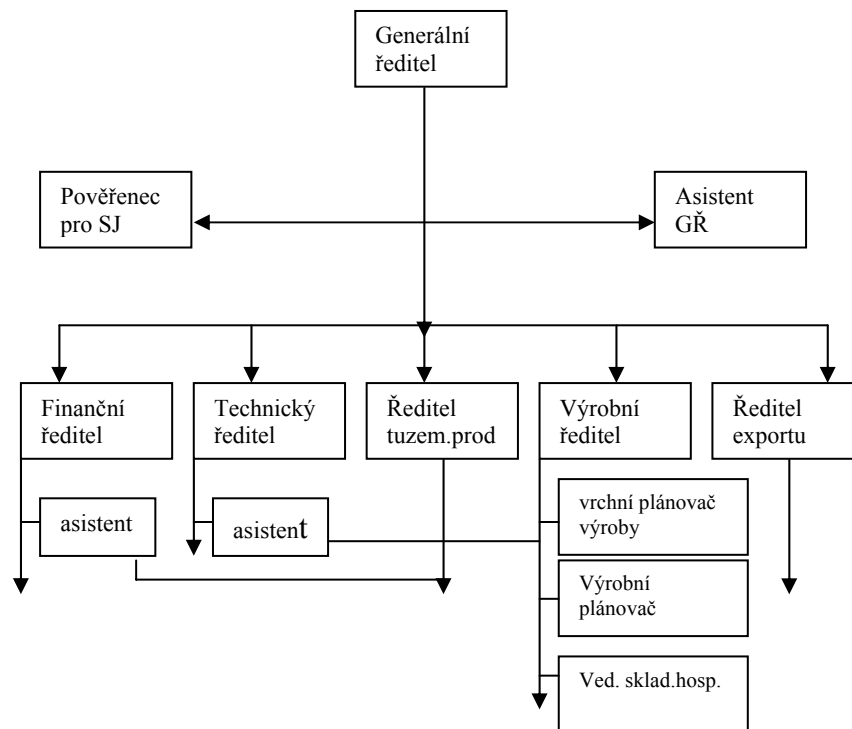 Generální
ředitel
Pověřenec
pro SJ
Asistent
GŘ
Finanční
ředitel
Technický
ředitel
Ředitel
tuzem.prod
Výrobní
ředitel
Ředitel
exportu
asistent
asistent
vrchní plánovač
výroby
Výrobní
plánovač
Ved. sklad.hosp.